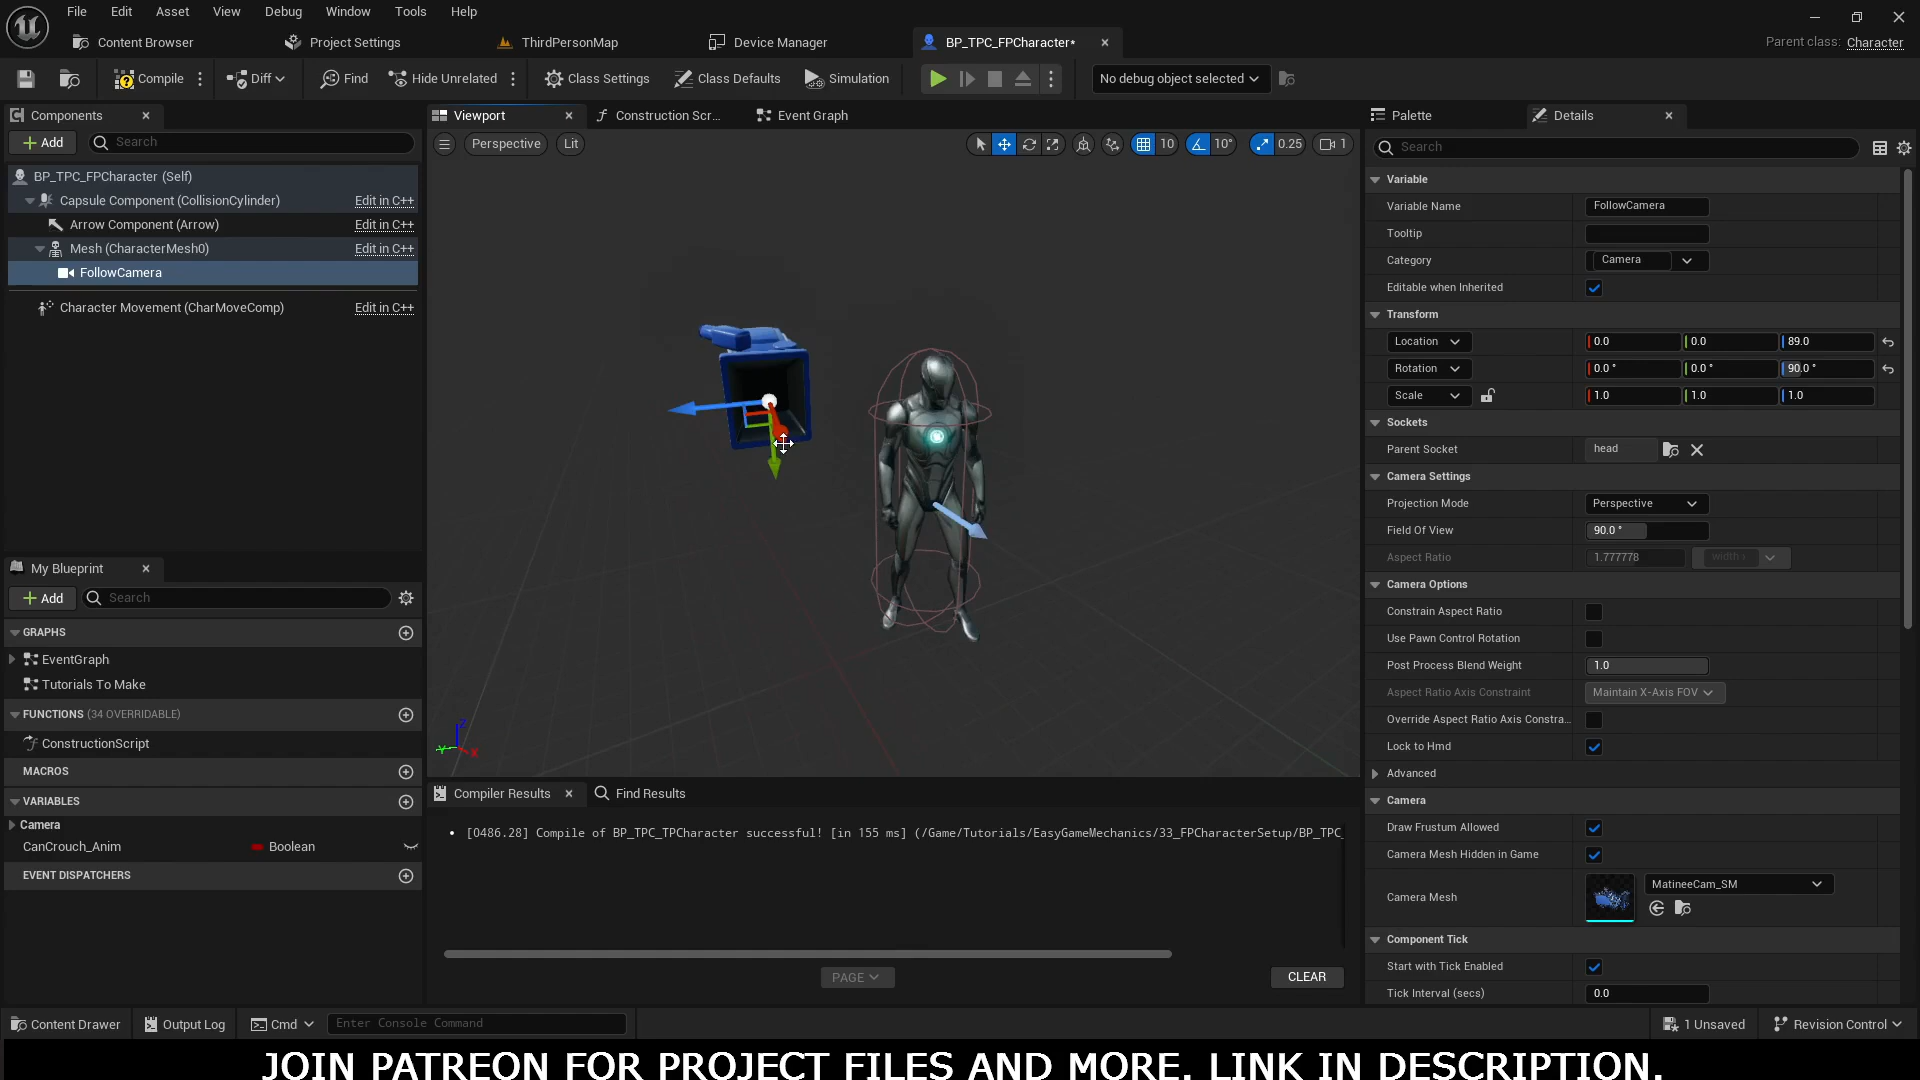 File Edit Asset View Debug Window Tools Help
Content Browser Project Settings ThirdPersonMap Device Manager BP_TPC_FPCharacter* Parent class: Character
Compile Diff Find Hide Unrelated Class Settings Class Defaults Simulation No debug object selected
Components
Add Search
BP_TPC_FPCharacter (Self)
Capsule Component (CollisionCylinder) Edit in C++
Arrow Component (Arrow) Edit in C++
Mesh (CharacterMesh0) Edit in C++
FollowCamera
Character Movement (CharMoveComp) Edit in C++
My Blueprint
Add Search
GRAPHS
EventGraph
Tutorials To Make
FUNCTIONS (34 OVERRIDABLE)
ConstructionScript
MACROS
VARIABLES
Camera
CanCrouch_Anim Boolean
EVENT DISPATCHERS
Viewport Construction Scr... Event Graph
Perspective Lit 10 10° 0.25 1
Z
Y X
Compiler Results Find Results
[0486.28] Compile of BP_TPC_TPCharacter successful! [in 155 ms] (/Game/Tutorials/EasyGameMechanics/33_FPCharacterSetup/BP_TPC_
PAGE CLEAR
Palette Details
Search
Variable
Variable Name FollowCamera
Tooltip
Category Camera
Editable when Inherited
Transform
Location 0.0 0.0 89.0
Rotation 0.0 ° 0.0 ° 90.0 °
Scale 1.0 1.0 1.0
Sockets
Parent Socket head
Camera Settings
Projection Mode Perspective
Field Of View 90.0 °
Aspect Ratio 1.777778
Camera Options
Constrain Aspect Ratio
Use Pawn Control Rotation
Post Process Blend Weight 1.0
Aspect Ratio Axis Constraint Maintain X-Axis FOV
Override Aspect Ratio Axis Constra...
Lock to Hmd
Advanced
Camera
Draw Frustum Allowed
Camera Mesh Hidden in Game
Camera Mesh MatineeCam_SM
Component Tick
Start with Tick Enabled
Tick Interval (secs) 0.0
Content Drawer Output Log Cmd Enter Console Command 1 Unsaved Revision Control
JOIN PATREON FOR PROJECT FILES AND MORE. LINK IN DESCRIPTION.